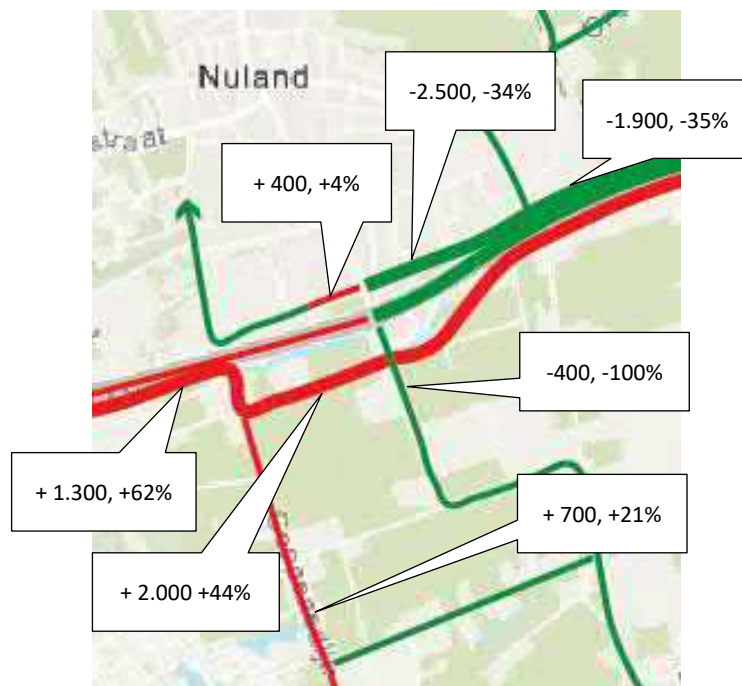 Nuland
-2.500, -34%
-1.900, -35%
straat
+ 400, +4%
-400, -100%
+ 1.300, +62%
+ 700, +21%
+ 2.000 +44%